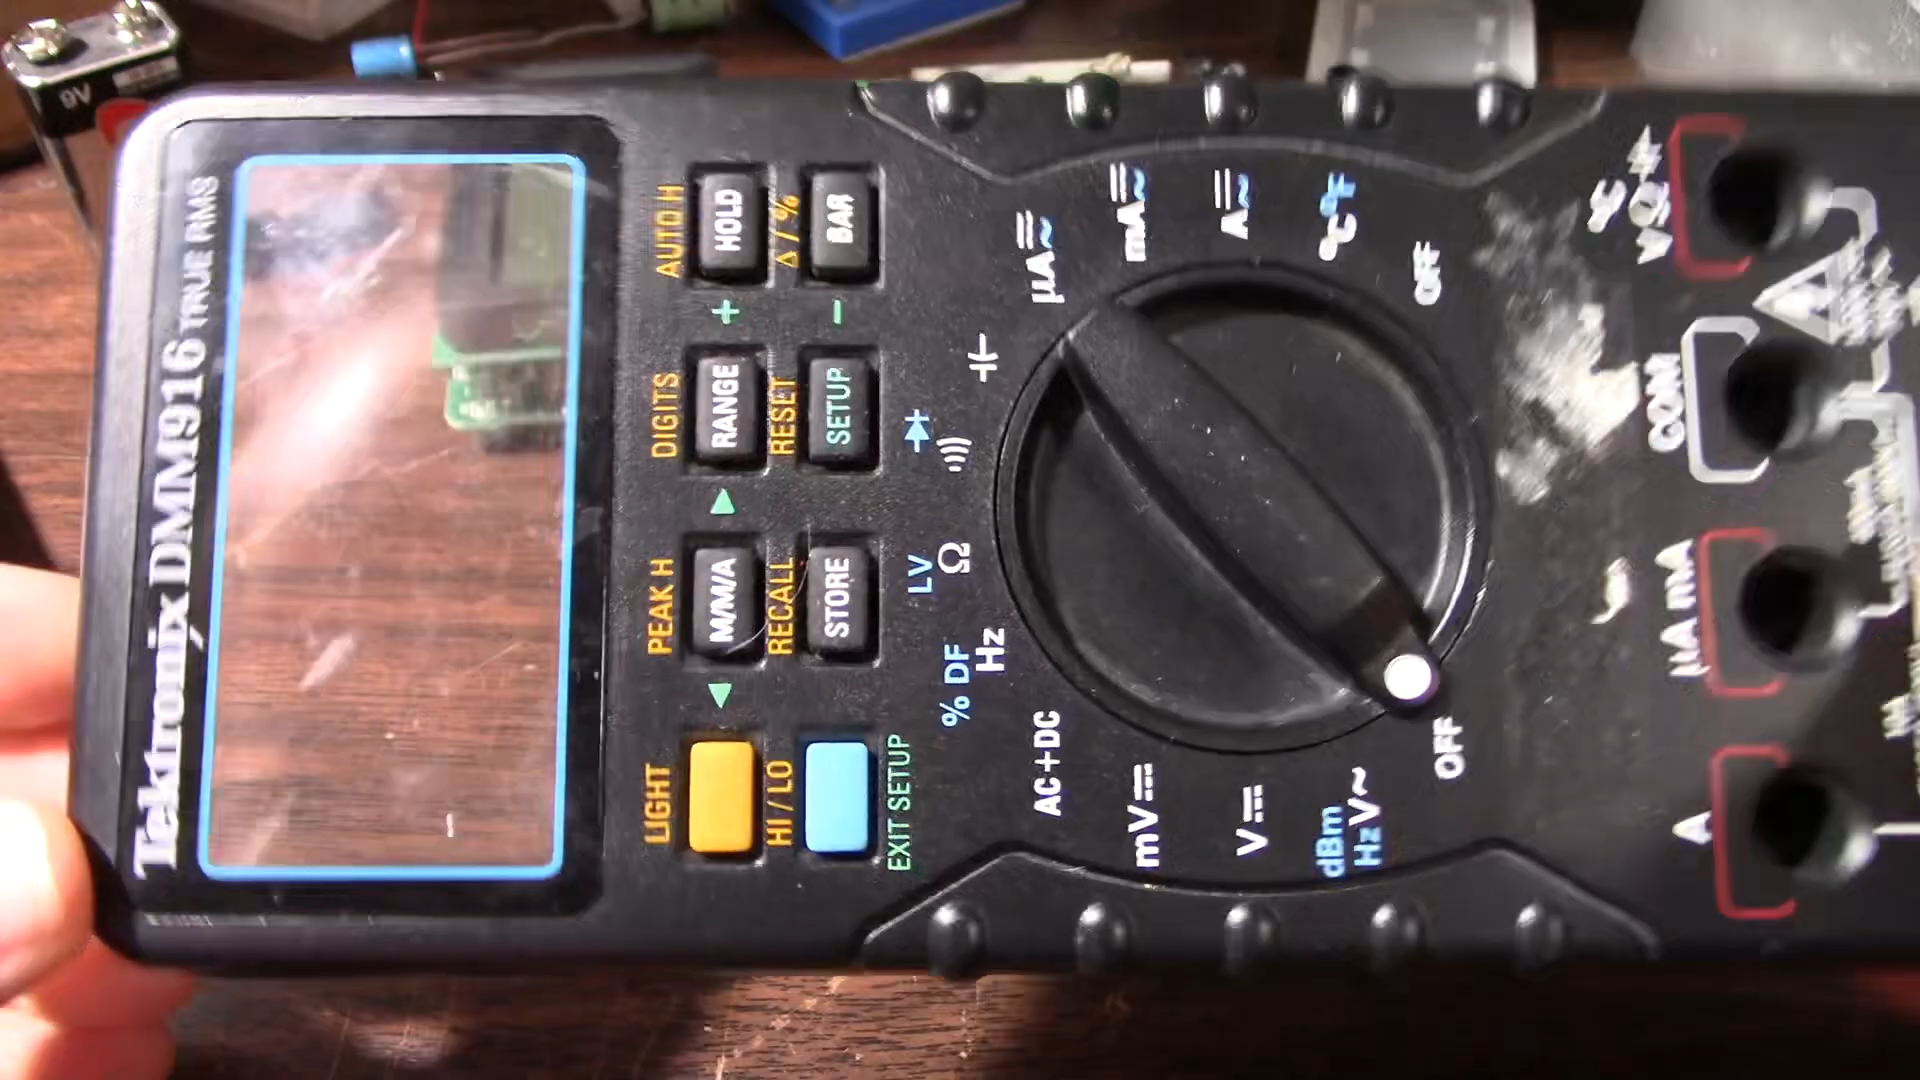 Tektronix DMM916 TRUE RMS
LIGHT PEAK H DIGITS AUTO H
M/M/A RANGE HOLD
◀ ▶ +
HI / LO RECALL RESET Δ / %
STORE SETUP BAR
−
EXIT SETUP
LV
Ω
% DF
Hz
AC+DC
µA
mV
mA
V
A
dBm
Hz V~
°C °F
OFF
OFF
A
µA mA
COM
°C
9V